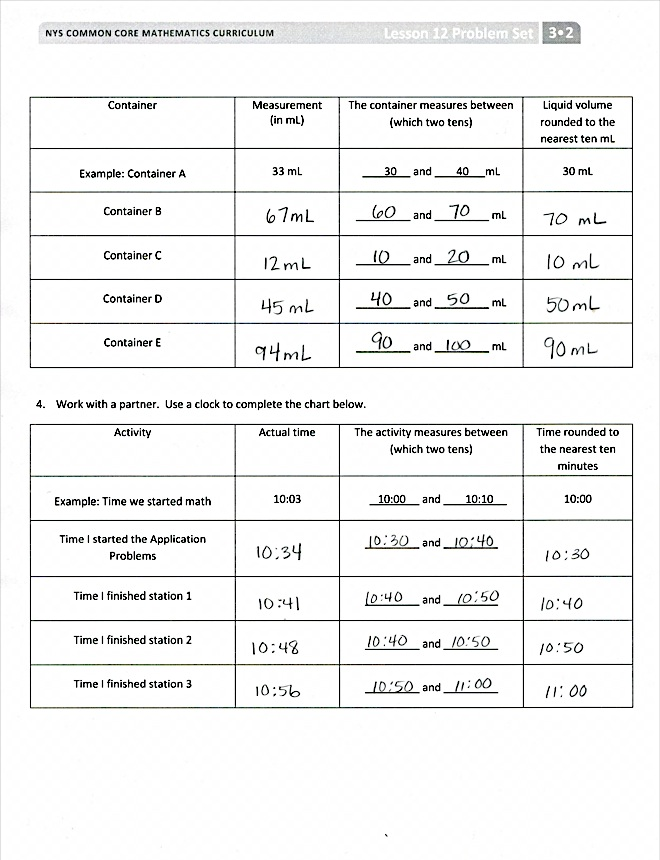 NYS COMMON CORE MATHEMATICS CURRICULUM Lesson 12 Problem Set 3•2
Container Measurement (in mL) The container measures between (which two tens) Liquid volume rounded to the nearest ten mL
Example: Container A 33 mL 30 and 40 mL 30 mL
Container B 67mL 60 and 70 mL 70 mL
Container C 12mL 10 and 20 mL 10 mL
Container D 45 mL 40 and 50 mL 50mL
Container E 94mL 90 and 100 mL 90mL
4. Work with a partner. Use a clock to complete the chart below.
Activity Actual time The activity measures between (which two tens) Time rounded to the nearest ten minutes
Example: Time we started math 10:03 10:00 and 10:10 10:00
Time I started the Application Problems 10:34 10:30 and 10:40 10:30
Time I finished station 1 10:41 10:40 and 10:50 10:40
Time I finished station 2 10:48 10:40 and 10:50 10:50
Time I finished station 3 10:56 10:50 and 11:00 11:00